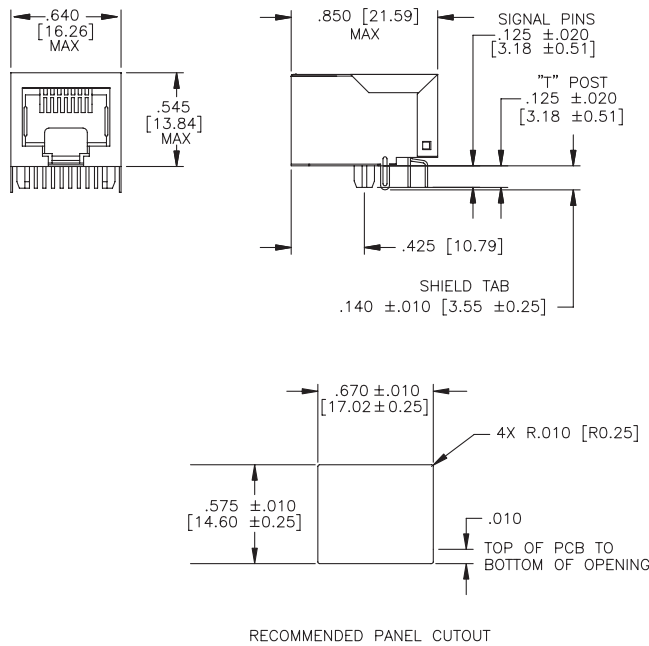 .640
[16.26]
MAX
.545
[13.84]
MAX
.850 [21.59]
MAX
SIGNAL PINS
.125 ±.020
[3.18 ±0.51]
"T" POST
.125 ±.020
[3.18 ±0.51]
.425 [10.79]
SHIELD TAB
.140 ±.010 [3.55 ±0.25]
.670 ±.010
[17.02±0.25]
4X R.010 [R0.25]
.575 ±.010
[14.60 ±0.25]
.010
TOP OF PCB TO
BOTTOM OF OPENING
RECOMMENDED PANEL CUTOUT